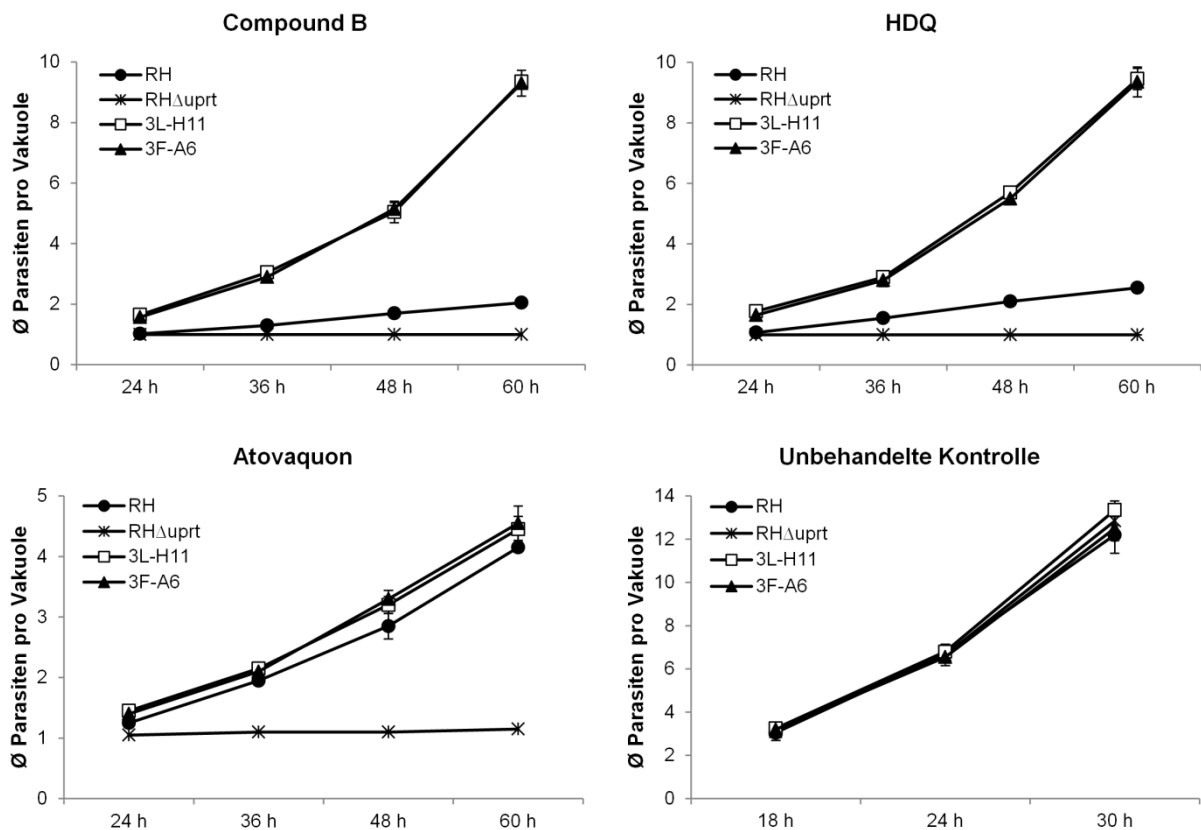 Compound B
Ø Parasiten pro Vakuole
10
8
6
4
2
0
RH
RHΔuprt
3L-H11
3F-A6
24 h 36 h 48 h 60 h
HDQ
Ø Parasiten pro Vakuole
10
8
6
4
2
0
RH
RHΔuprt
3L-H11
3F-A6
24 h 36 h 48 h 60 h
Atovaquon
Ø Parasiten pro Vakuole
5
4
3
2
1
0
RH
RHΔuprt
3L-H11
3F-A6
24 h 36 h 48 h 60 h
Unbehandelte Kontrolle
Ø Parasiten pro Vakuole
14
12
10
8
6
4
2
0
RH
RHΔuprt
3L-H11
3F-A6
18 h 24 h 30 h